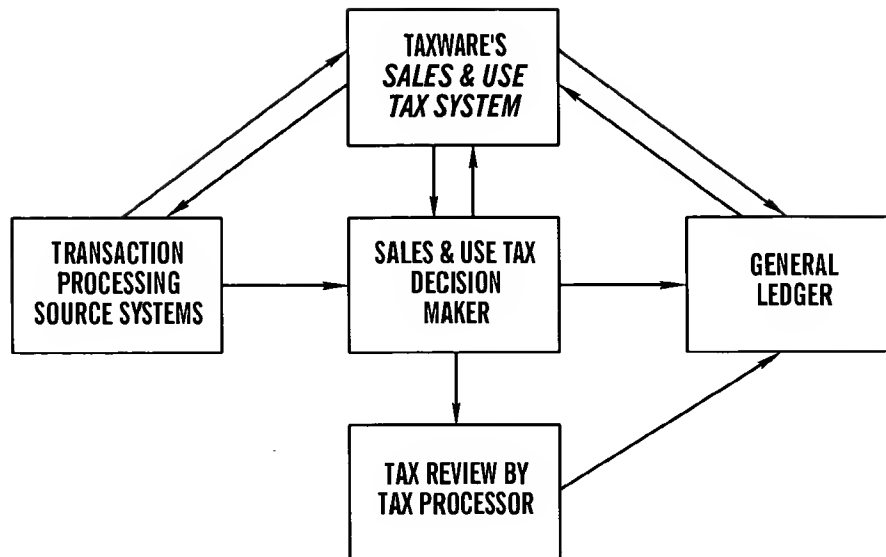 TAXWARE'S
SALES & USE
TAX SYSTEM
TRANSACTION
PROCESSING
SOURCE SYSTEMS
SALES & USE TAX
DECISION
MAKER
GENERAL
LEDGER
TAX REVIEW BY
TAX PROCESSOR